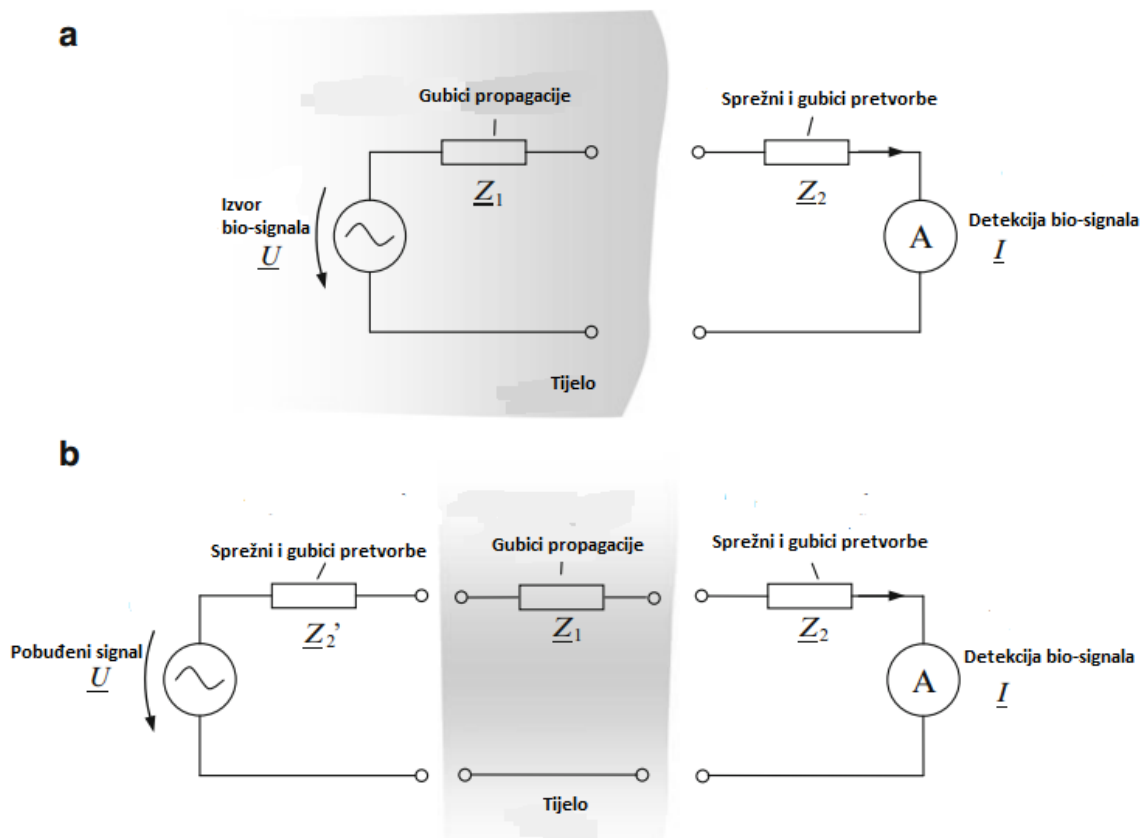 a
Gubici propagacije
Sprežni i gubici pretvorbe
Z1
Z2
Izvor
bio-signala
U
A
Detekcija bio-signala
I
Tijelo
b
Sprežni i gubici pretvorbe
Gubici propagacije
Sprežni i gubici pretvorbe
Z2’
Z1
Z2
Pobuđeni signal
U
A
Detekcija bio-signala
I
Tijelo